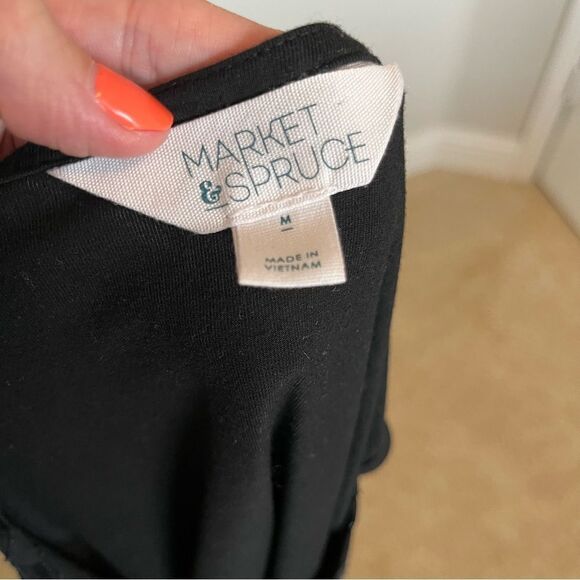 MARKET
& SPRUCE
M
MADE IN
VIETNAM